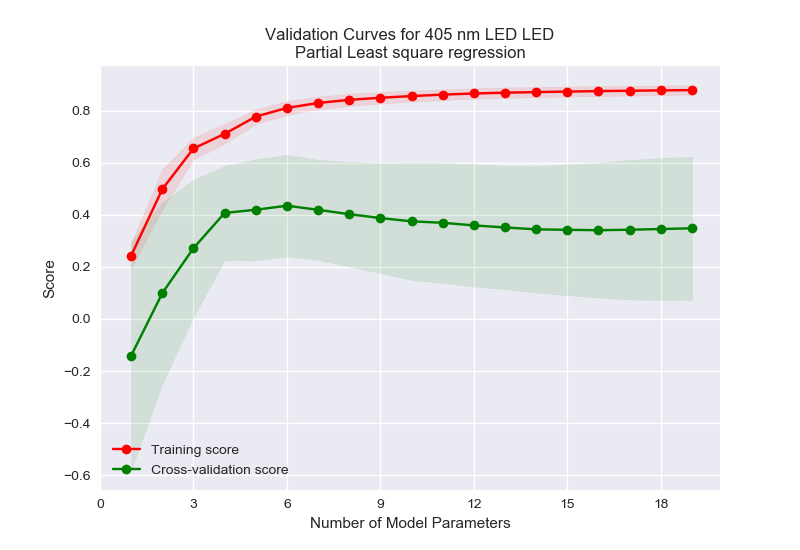 Validation Curves for 405 nm LED LED
Partial Least square regression
0.8
0.6
0.4
0.2
0.0
−0.2
−0.4
−0.6
Score
Training score
Cross-validation score
0 3 6 9 12 15 18
Number of Model Parameters